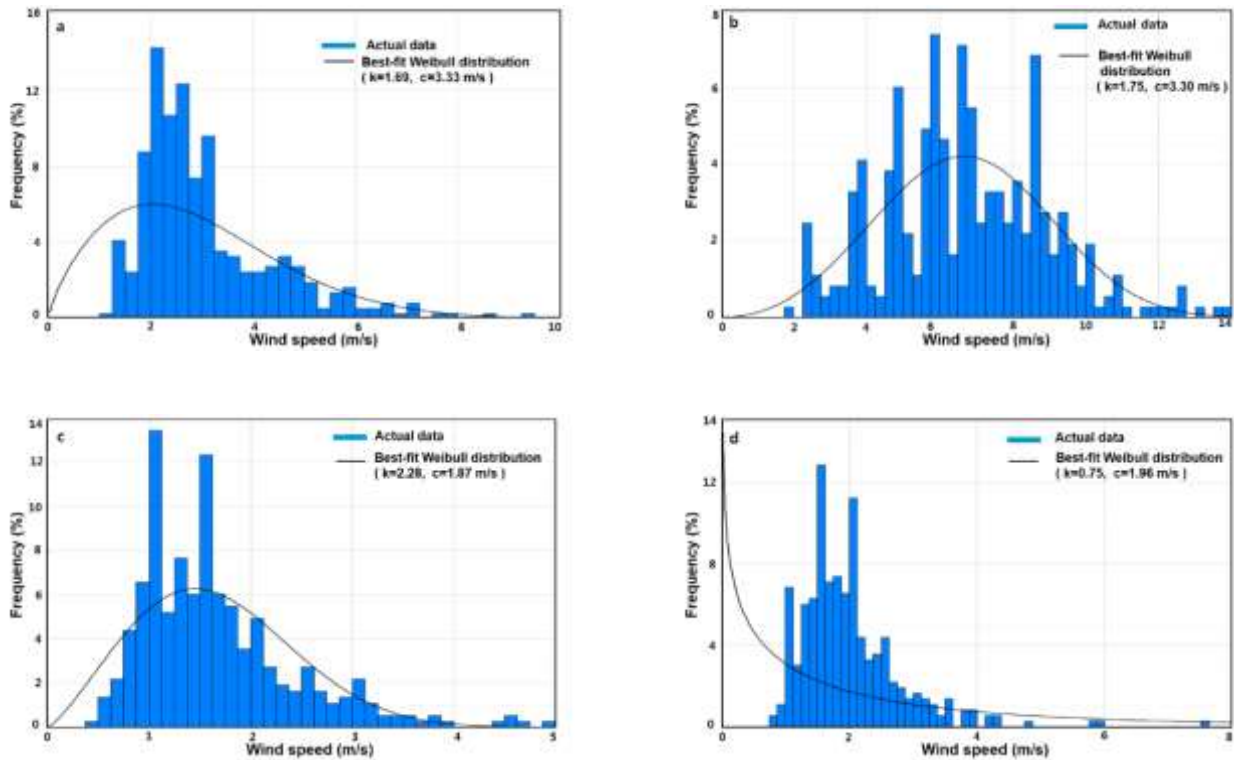 a
16
12
8
4
0
Frequency (%)
Actual data
Best-fit Weibull distribution
( k=1.69, c=3.33 m/s )
0 2 4 6 8 10
Wind speed (m/s)
b
8
6
4
2
0
Frequency (%)
Actual data
Best-fit Weibull
distribution
( k=1.75, c=3.30 m/s )
0 2 4 6 8 10 12 14
Wind speed (m/s)
c
14
12
10
8
6
4
2
0
Frequency (%)
Actual data
Best-fit Weibull distribution
( k=2.28, c=1.87 m/s )
0 1 2 3 4 5
Wind speed (m/s)
d
14
12
8
4
0
Frequency (%)
Actual data
Best-fit Weibull distribution
( k=0.75, c=1.96 m/s )
0 2 4 6 8
Wind speed (m/s)